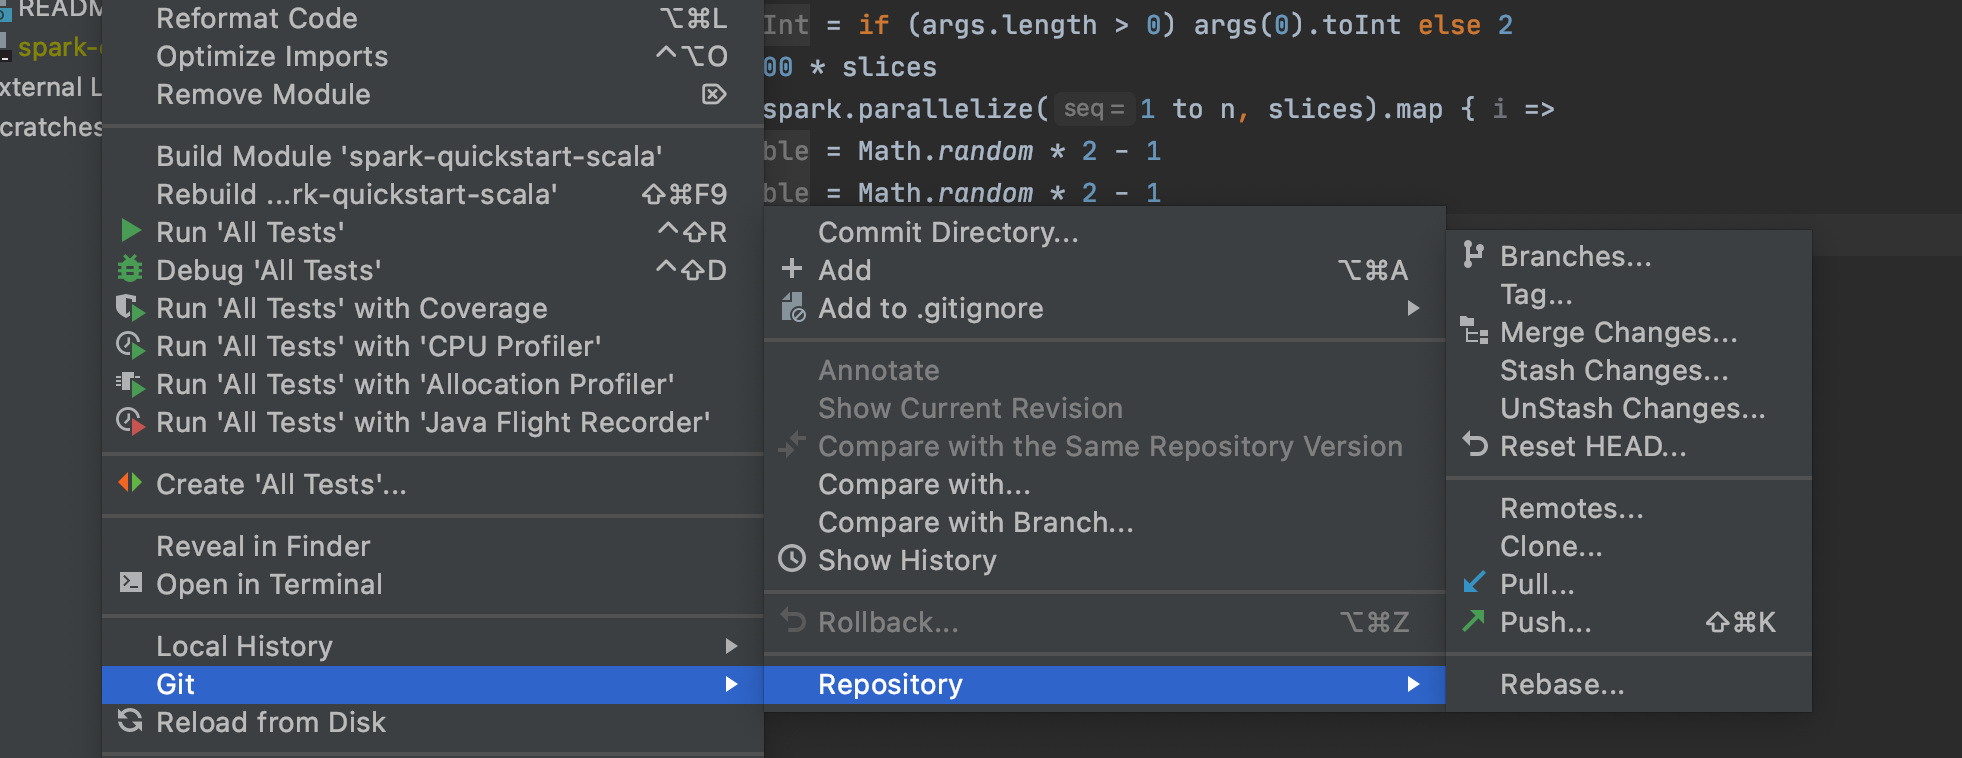 README
spark-
xternal L
cratches
Reformat Code ⌥⌘L
Optimize Imports ^⌥O
Remove Module ⌦
Build Module 'spark-quickstart-scala'
Rebuild ...rk-quickstart-scala' ⇧⌘F9
Run 'All Tests' ^⇧R
Debug 'All Tests' ^⇧D
Run 'All Tests' with Coverage
Run 'All Tests' with 'CPU Profiler'
Run 'All Tests' with 'Allocation Profiler'
Run 'All Tests' with 'Java Flight Recorder'
Create 'All Tests'...
Reveal in Finder
Open in Terminal
Local History
Git
Reload from Disk
Int = if (args.length > 0) args(0).toInt else 2
00 * slices
spark.parallelize( seq = 1 to n, slices).map { i =>
ble = Math.random * 2 - 1
ble = Math.random * 2 - 1
Commit Directory...
Add ⌥⌘A
Add to .gitignore
Annotate
Show Current Revision
Compare with the Same Repository Version
Compare with...
Compare with Branch...
Show History
Rollback... ⌥⌘Z
Repository
Branches...
Tag...
Merge Changes...
Stash Changes...
UnStash Changes...
Reset HEAD...
Remotes...
Clone...
Pull...
Push... ⇧⌘K
Rebase...